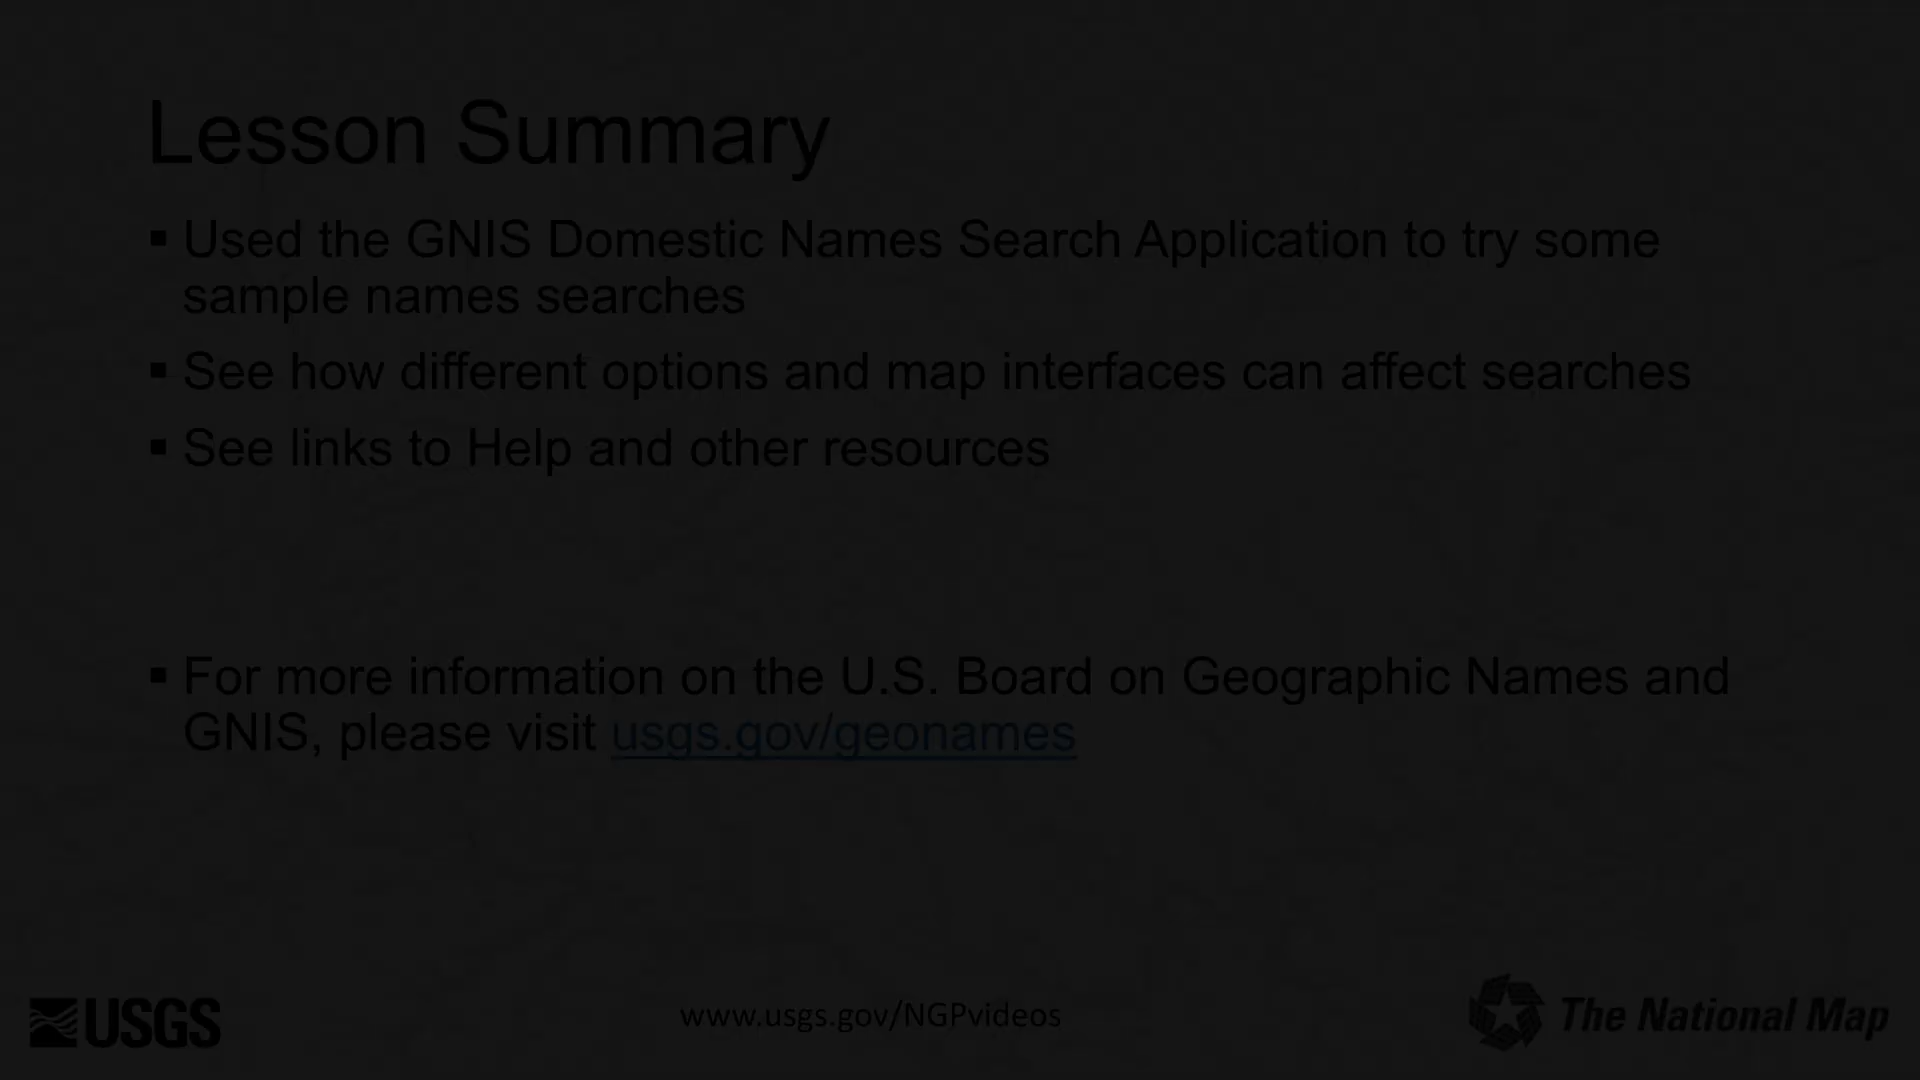 Lesson Summary
▪ Used the GNIS Domestic Names Search Application to try some
sample names searches
▪ See how different options and map interfaces can affect searches
▪ See links to Help and other resources
▪ For more information on the U.S. Board on Geographic Names and
GNIS, please visit usgs.gov/geonames
USGS
www.usgs.gov/NGPvideos
The National Map